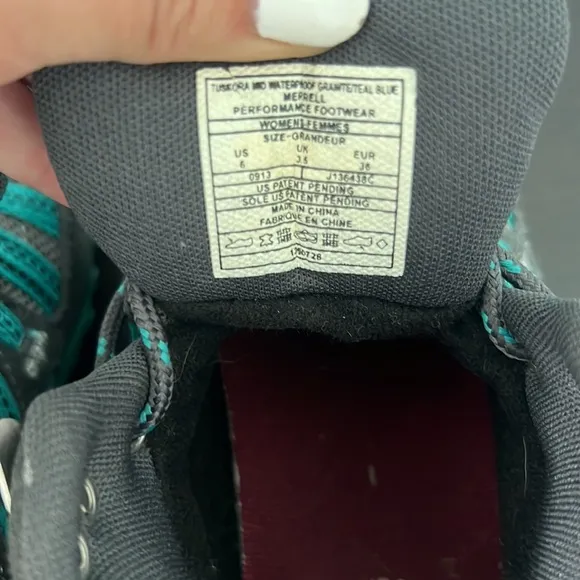 TUSKORA MID WATERPROOF GRANITE/TEAL BLUE
MERRELL
PERFORMANCE FOOTWEAR
WOMENS/FEMMES
SIZE-GRANDEUR
US UK EUR
6 3.5 36
0913 J136438C
US PATENT PENDING
SOLE US PATENT PENDING
MADE IN CHINA
FABRIQUE EN CHINE